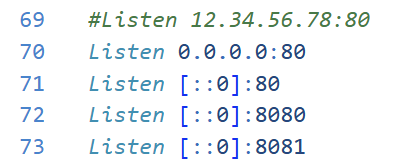 69 #Listen 12.34.56.78:80
70 Listen 0.0.0.0:80
71 Listen [::0]:80
72 Listen [::0]:8080
73 Listen [::0]:8081